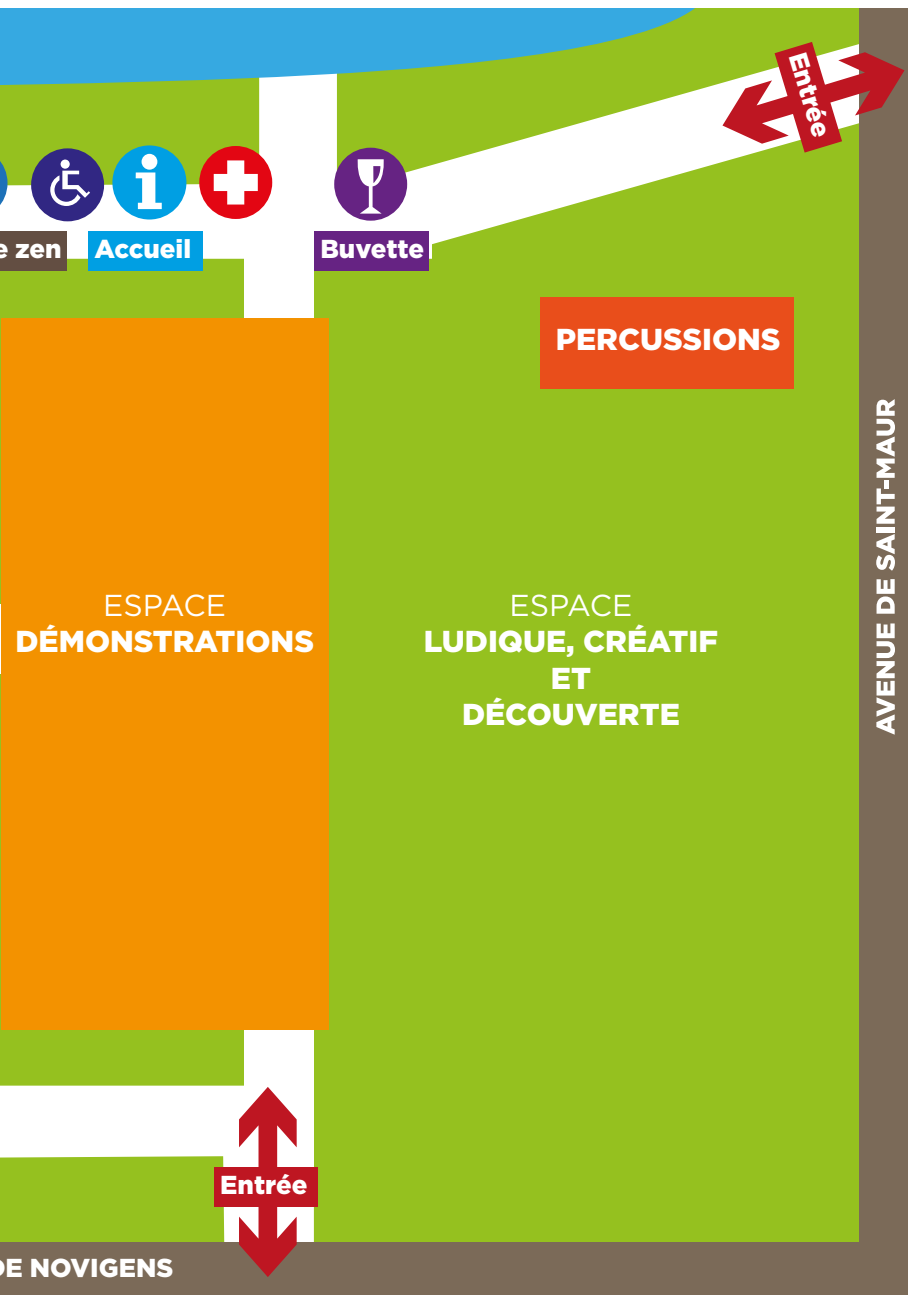 Entrée
e zen
Accueil
Buvette
PERCUSSIONS
AVENUE DE SAINT-MAUR
ESPACE
DÉMONSTRATIONS
ESPACE
LUDIQUE, CRÉATIF
ET
DÉCOUVERTE
Entrée
DE NOVIGENS